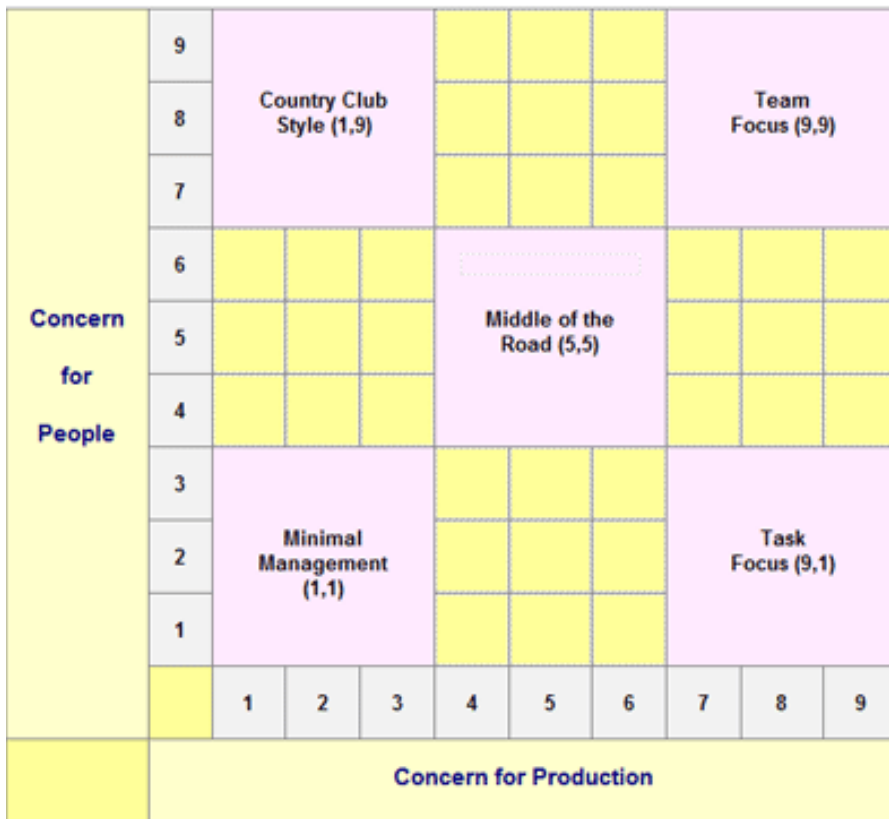 9
Country Club
Style (1,9)
Team
Focus (9,9)
8
7
6
Concern
for
People
Middle of the
Road (5,5)
5
4
3
Minimal
Management
(1,1)
Task
Focus (9,1)
2
1
1 2 3 4 5 6 7 8 9
Concern for Production